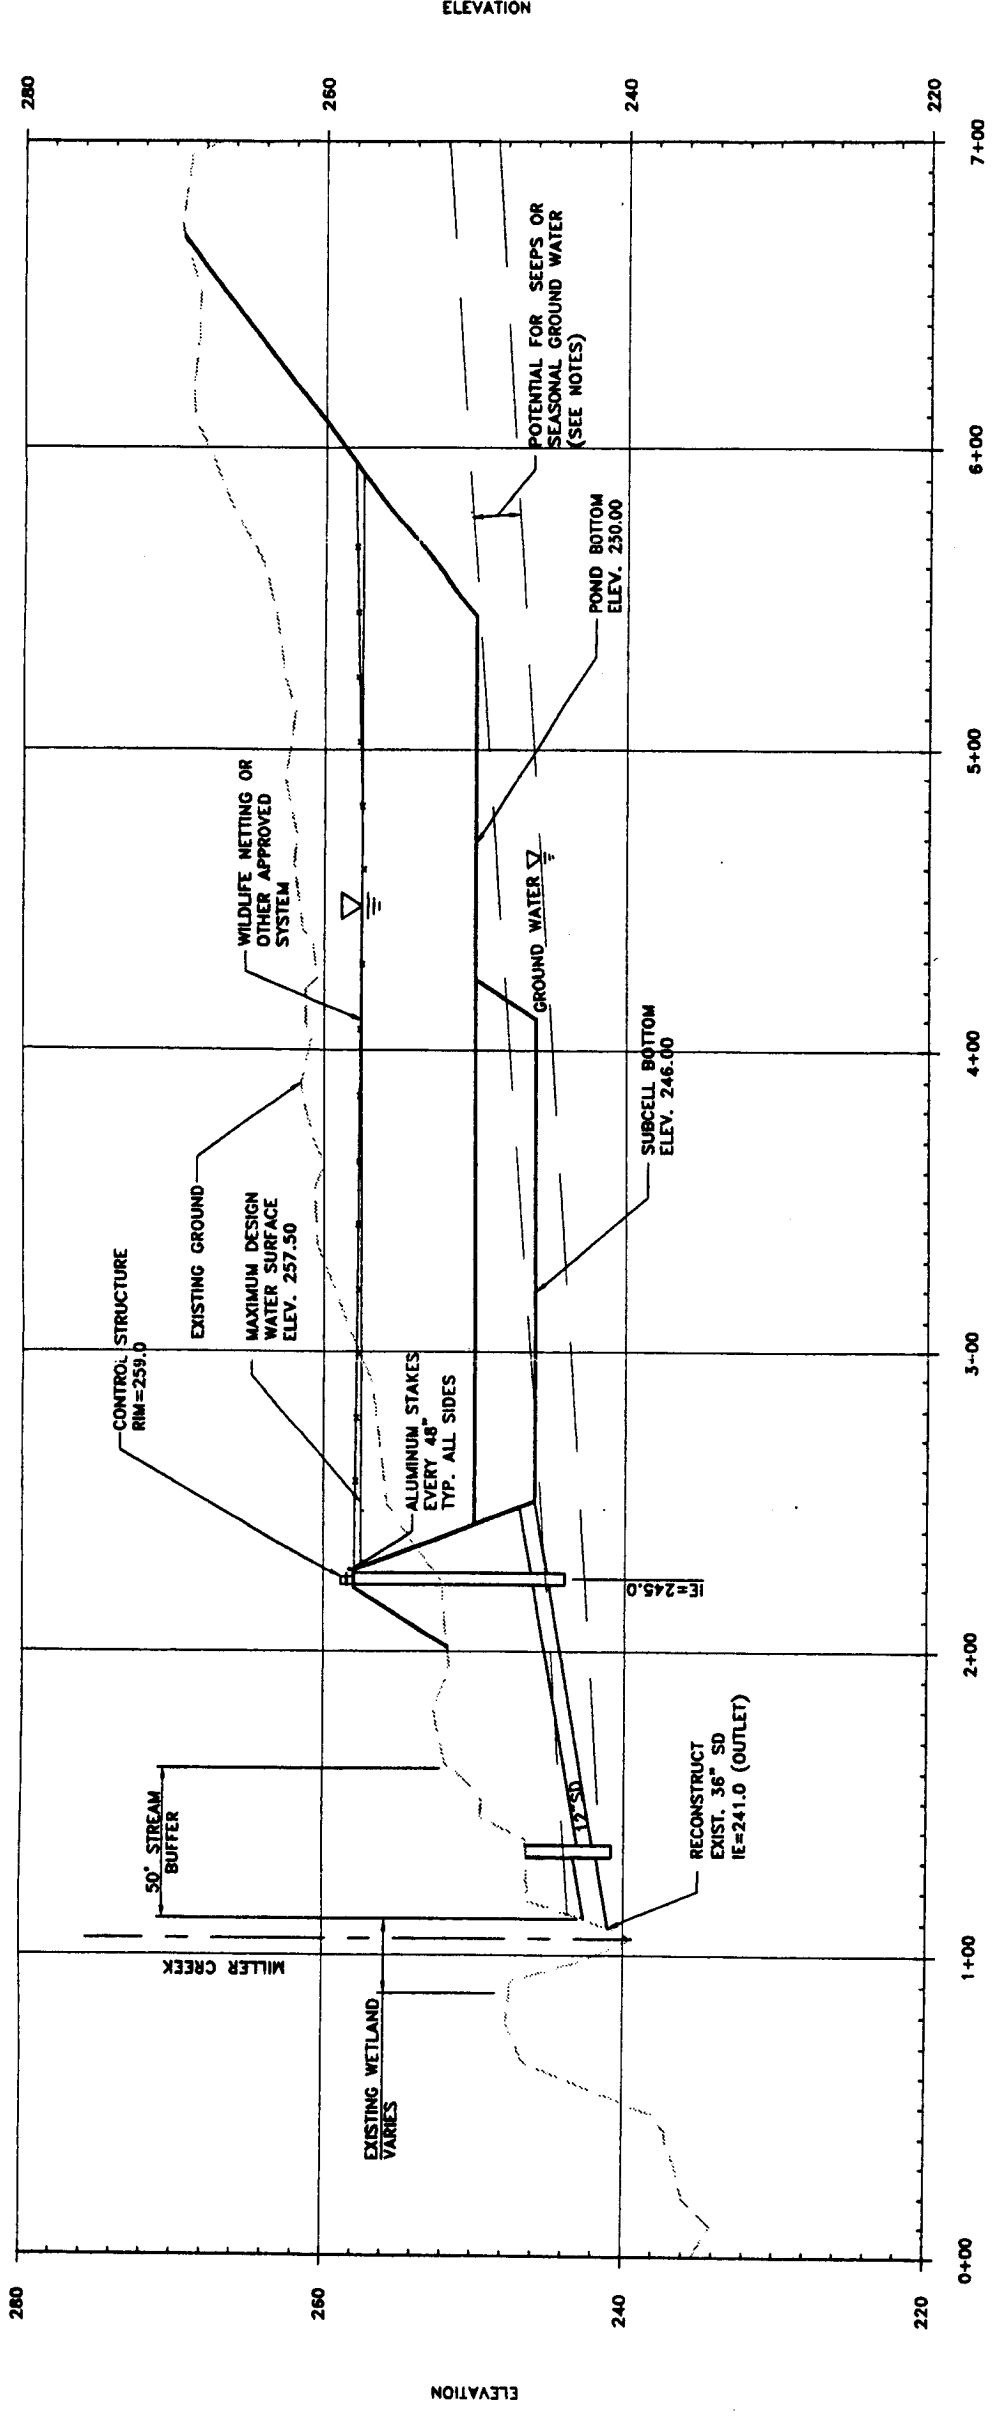 ELEVATION
280
260
240
220
CONTROL STRUCTURE
RIM=259.0
EXISTING GROUND
MAXIMUM DESIGN
WATER SURFACE
ELEV. 257.50
WILDLIFE NETTING OR
OTHER APPROVED
SYSTEM
ALUMINUM STAKES
EVERY 48"
TYP. ALL SIDES
50' STREAM
BUFFER
MILLER CREEK
EXISTING WETLAND
VARIES
12" SD
IE=245.0
RECONSTRUCT
EXIST. 36" SD
IE=241.0 (OUTLET)
GROUND WATER
SUBCELL BOTTOM
ELEV. 246.00
POND BOTTOM
ELEV. 250.00
POTENTIAL FOR SEEPS OR
SEASONAL GROUND WATER
(SEE NOTES)
0+00
1+00
2+00
3+00
4+00
5+00
6+00
7+00
280
260
240
220
ELEVATION